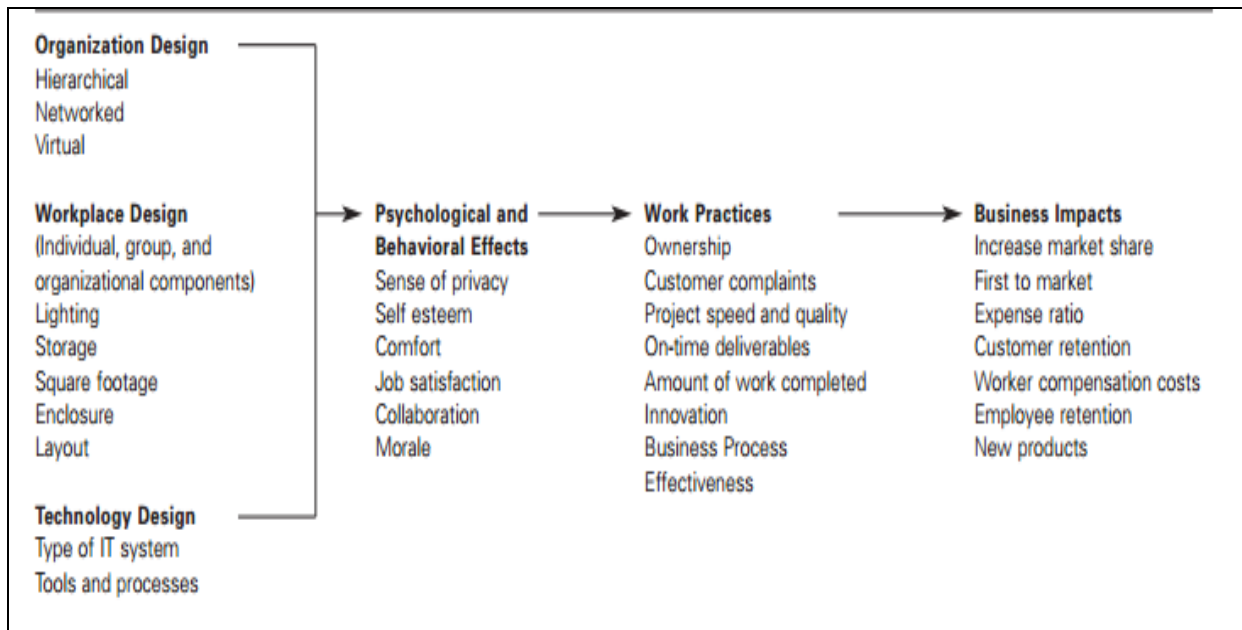 Organization Design
Hierarchical
Networked
Virtual
Workplace Design
(Individual, group, and
organizational components)
Lighting
Storage
Square footage
Enclosure
Layout
Technology Design
Type of IT system
Tools and processes
Psychological and
Behavioral Effects
Sense of privacy
Self esteem
Comfort
Job satisfaction
Collaboration
Morale
Work Practices
Ownership
Customer complaints
Project speed and quality
On-time deliverables
Amount of work completed
Innovation
Business Process
Effectiveness
Business Impacts
Increase market share
First to market
Expense ratio
Customer retention
Worker compensation costs
Employee retention
New products